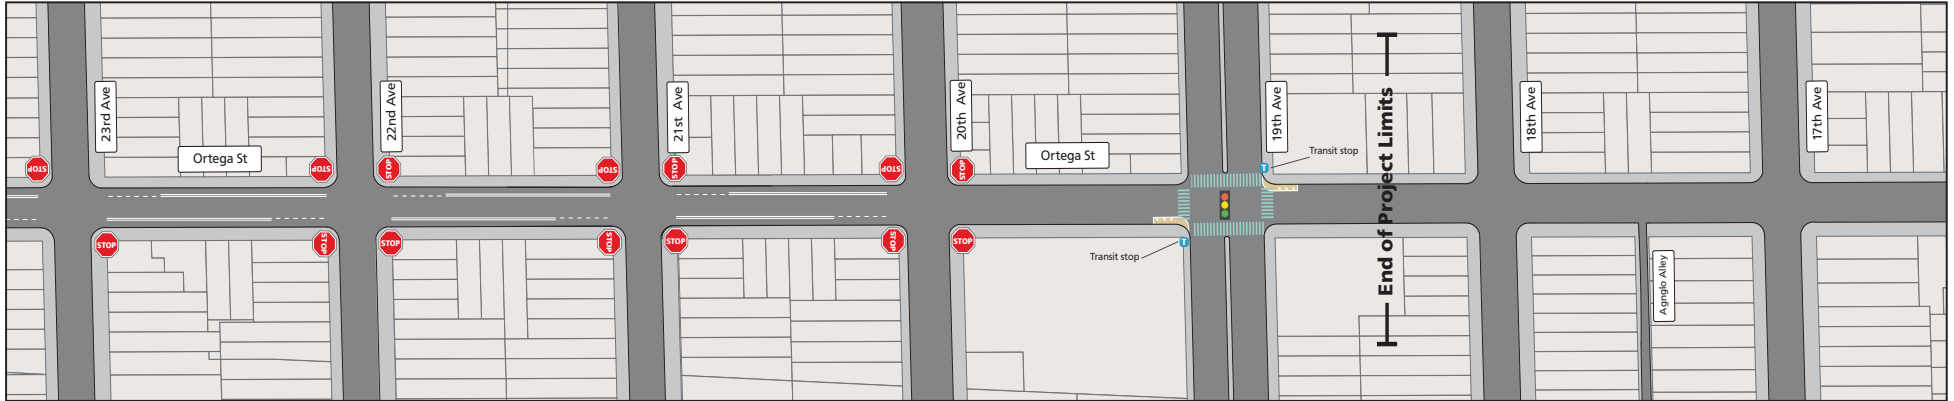 23rd Ave
22nd Ave
21st Ave
20th Ave
19th Ave
18th Ave
17th Ave
End of Project Limits
Transit stop
Ortega St
Ortega St
STOP
STOP
STOP
STOP
STOP
STOP
STOP
T
STOP
STOP
STOP
STOP
STOP
STOP
STOP
T
Transit stop
Agnglo Alley